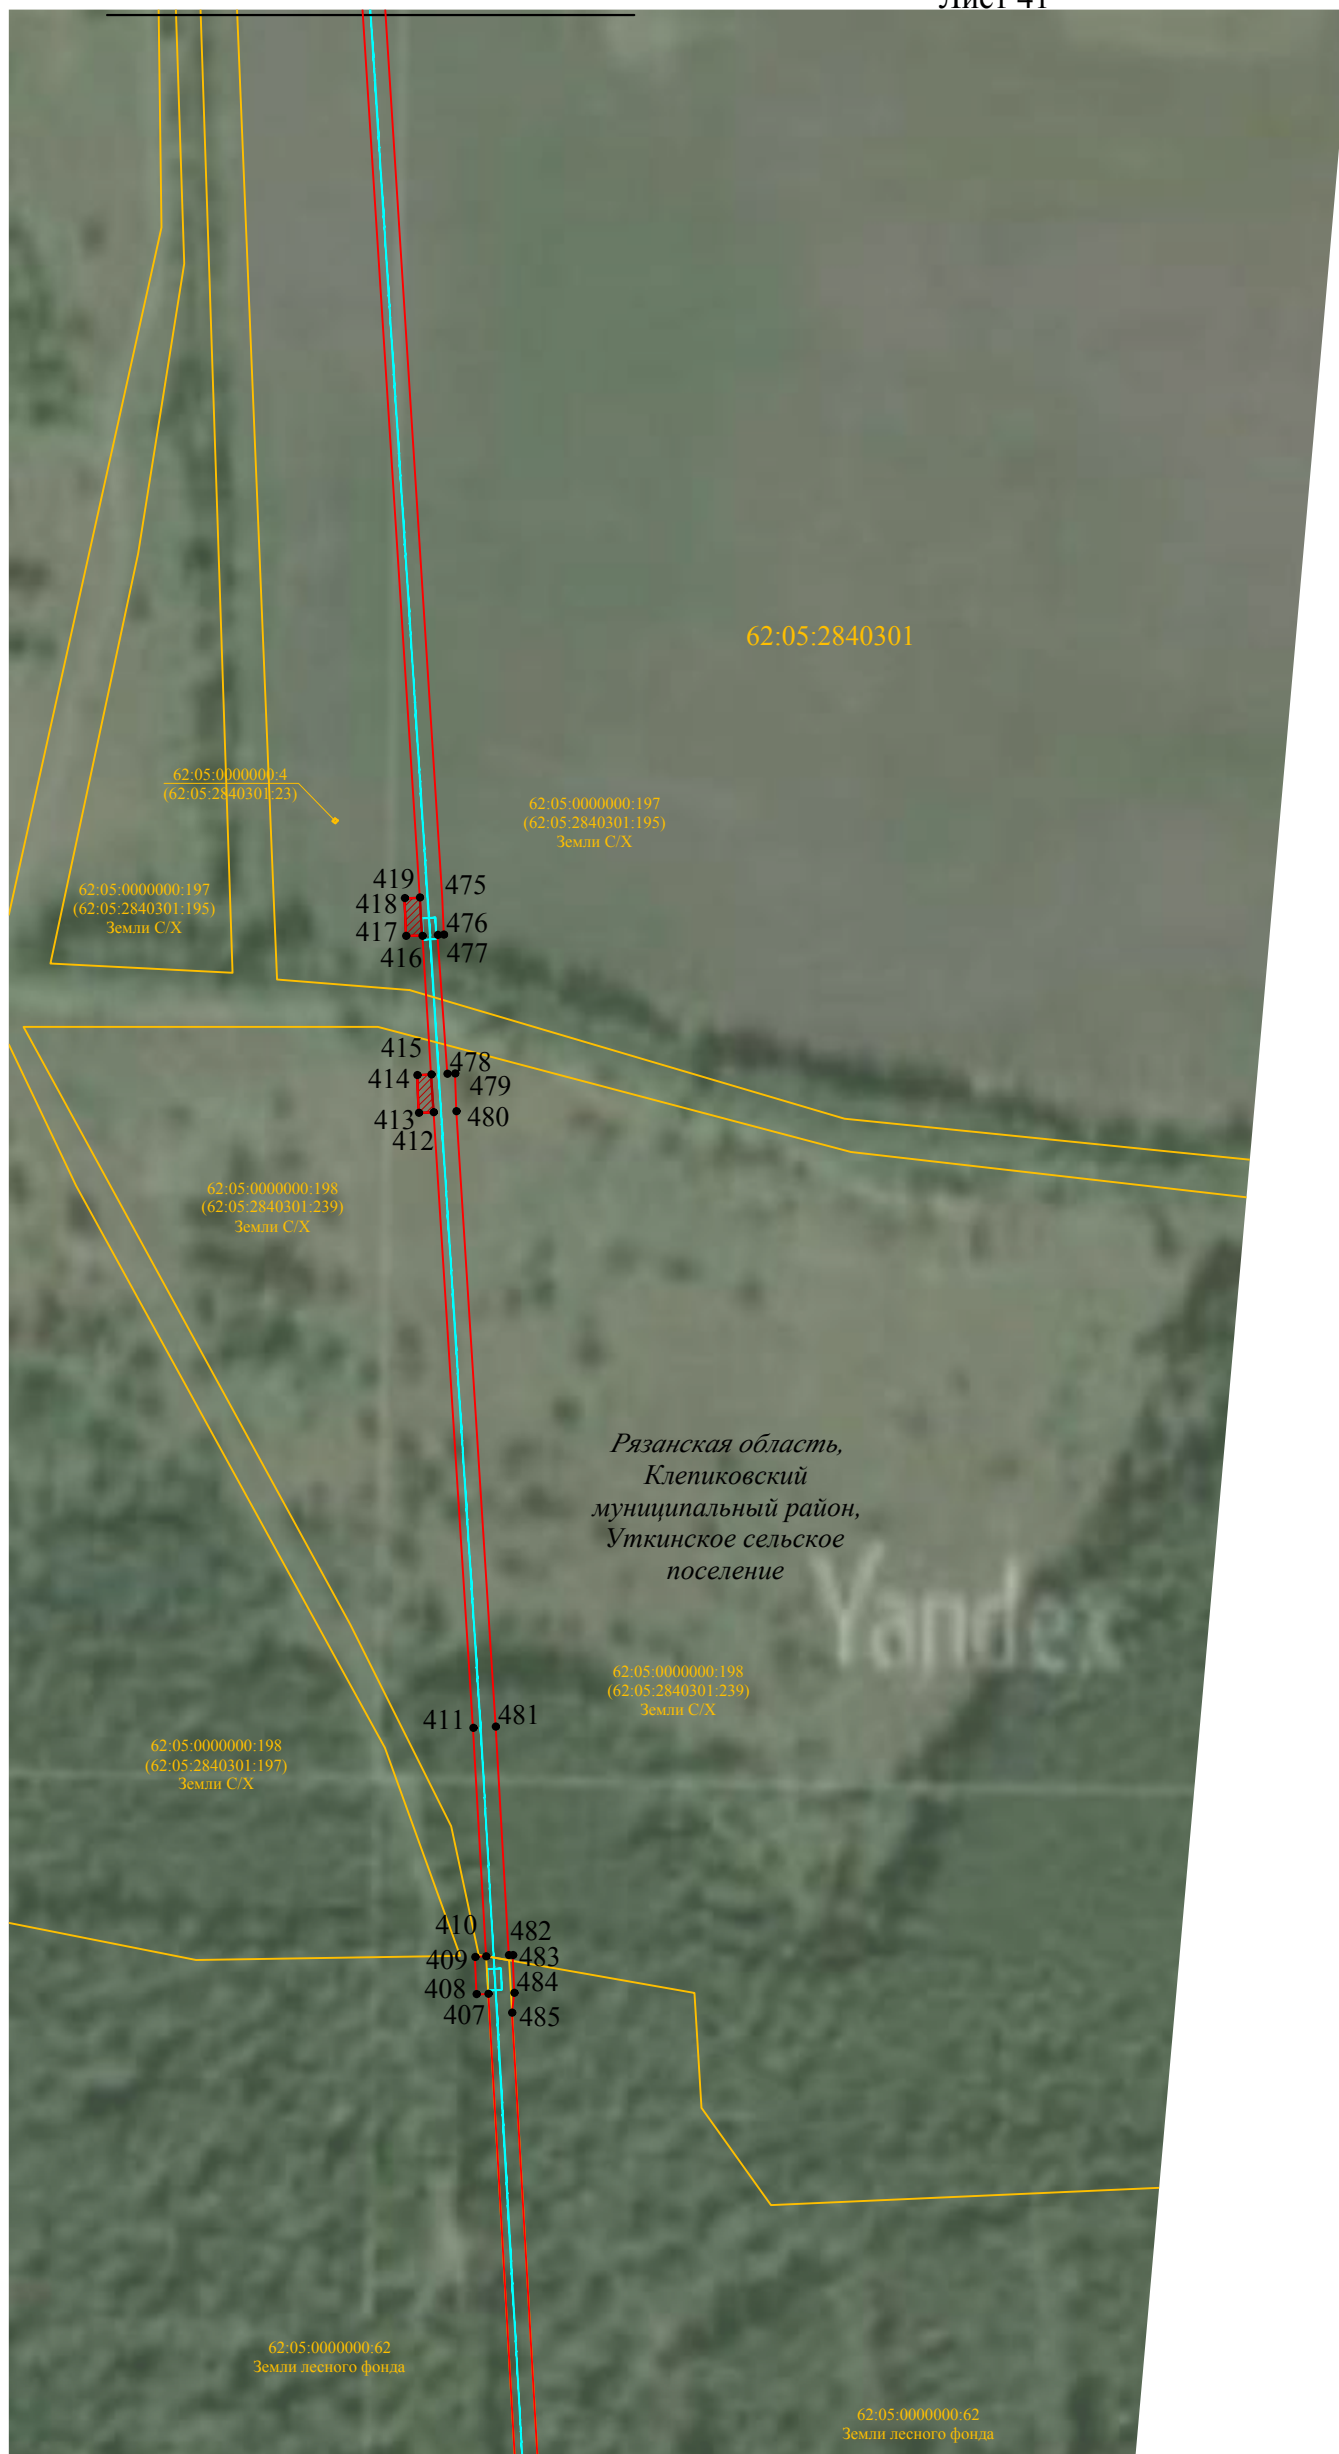 Лист 41
62:05:2840301
62:05:0000000:4
(62:05:2840301:23)
62:05:0000000:197
(62:05:2840301:195)
Земли С/Х
62:05:0000000:197
(62:05:2840301:195)
Земли С/Х
419
475
418
476
417
416
477
415
478
414
479
413
480
412
62:05:0000000:198
(62:05:2840301:239)
Земли С/Х
Рязанская область,
Клепиковский
муниципальный район,
Уткинское сельское
поселение
Yandex
62:05:0000000:198
(62:05:2840301:239)
Земли С/Х
411
481
62:05:0000000:198
(62:05:2840301:197)
Земли С/Х
410
482
409
483
408
484
407
485
62:05:0000000:62
Земли лесного фонда
62:05:0000000:62
Земли лесного фонда